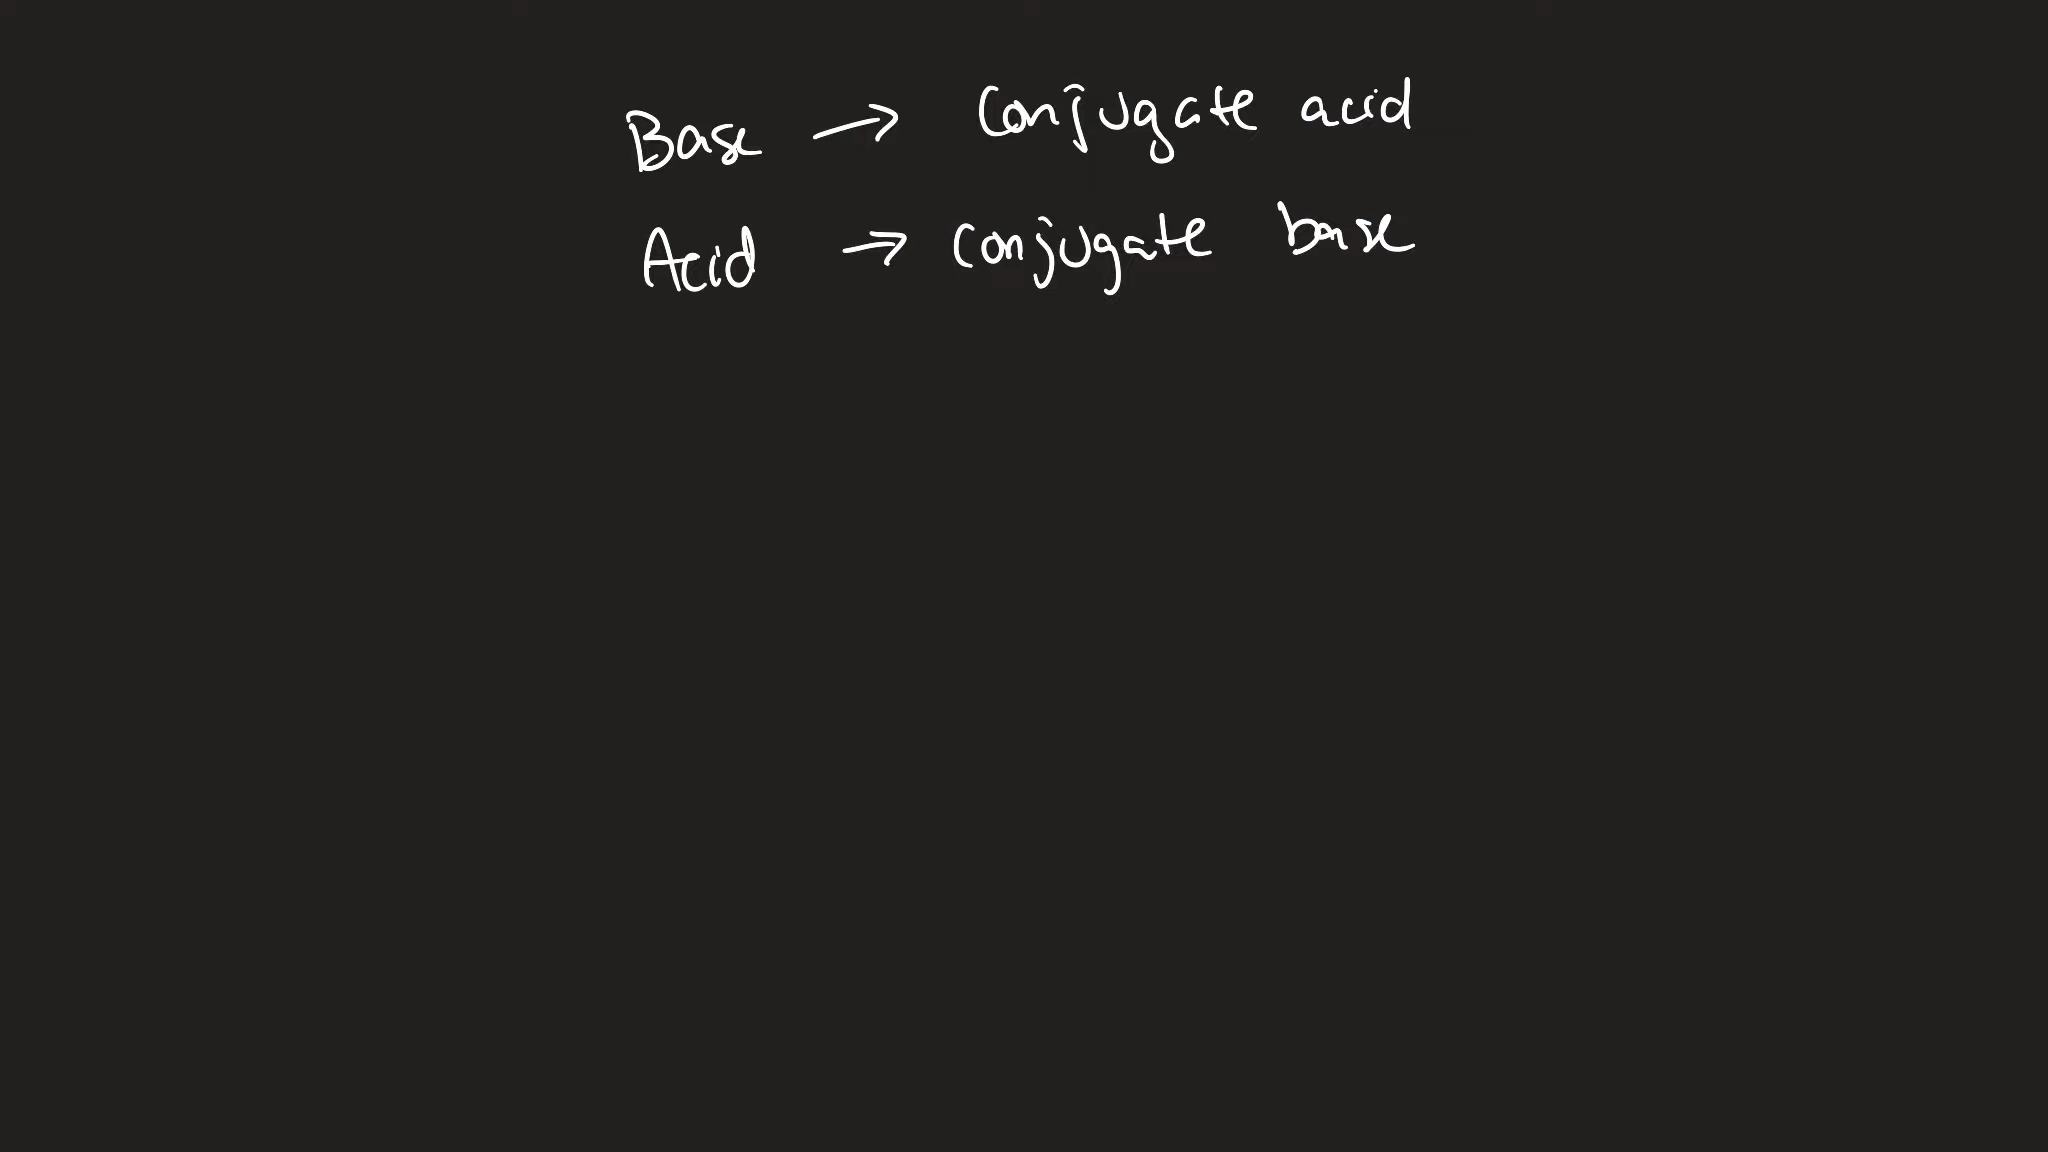 Base → Conjugate acid
Acid → conjugate base